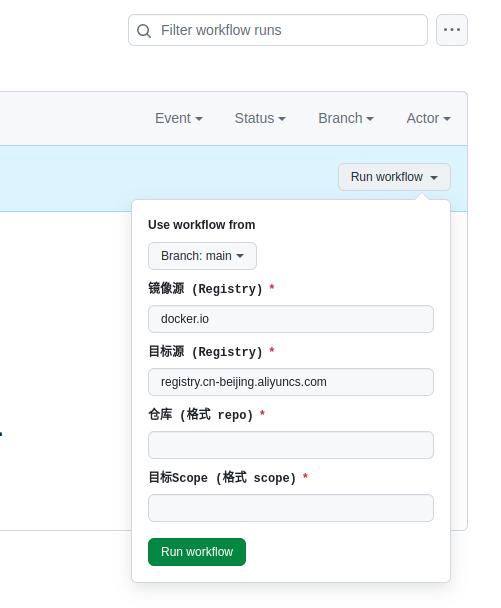 Filter workflow runs
Event Status Branch Actor
Run workflow
Use workflow from
Branch: main
镜像源 (Registry) *
docker.io
目标源 (Registry) *
registry.cn-beijing.aliyuncs.com
仓库 (格式 repo) *
目标Scope (格式 scope) *
Run workflow